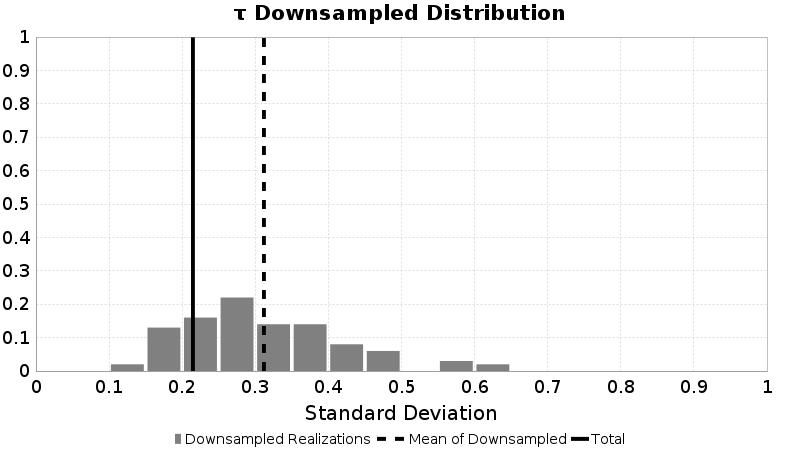 τ Downsampled Distribution
1
0.9
0.8
0.7
0.6
0.5
0.4
0.3
0.2
0.1
0
0 0.1 0.2 0.3 0.4 0.5 0.6 0.7 0.8 0.9 1
Standard Deviation
Downsampled Realizations Mean of Downsampled Total